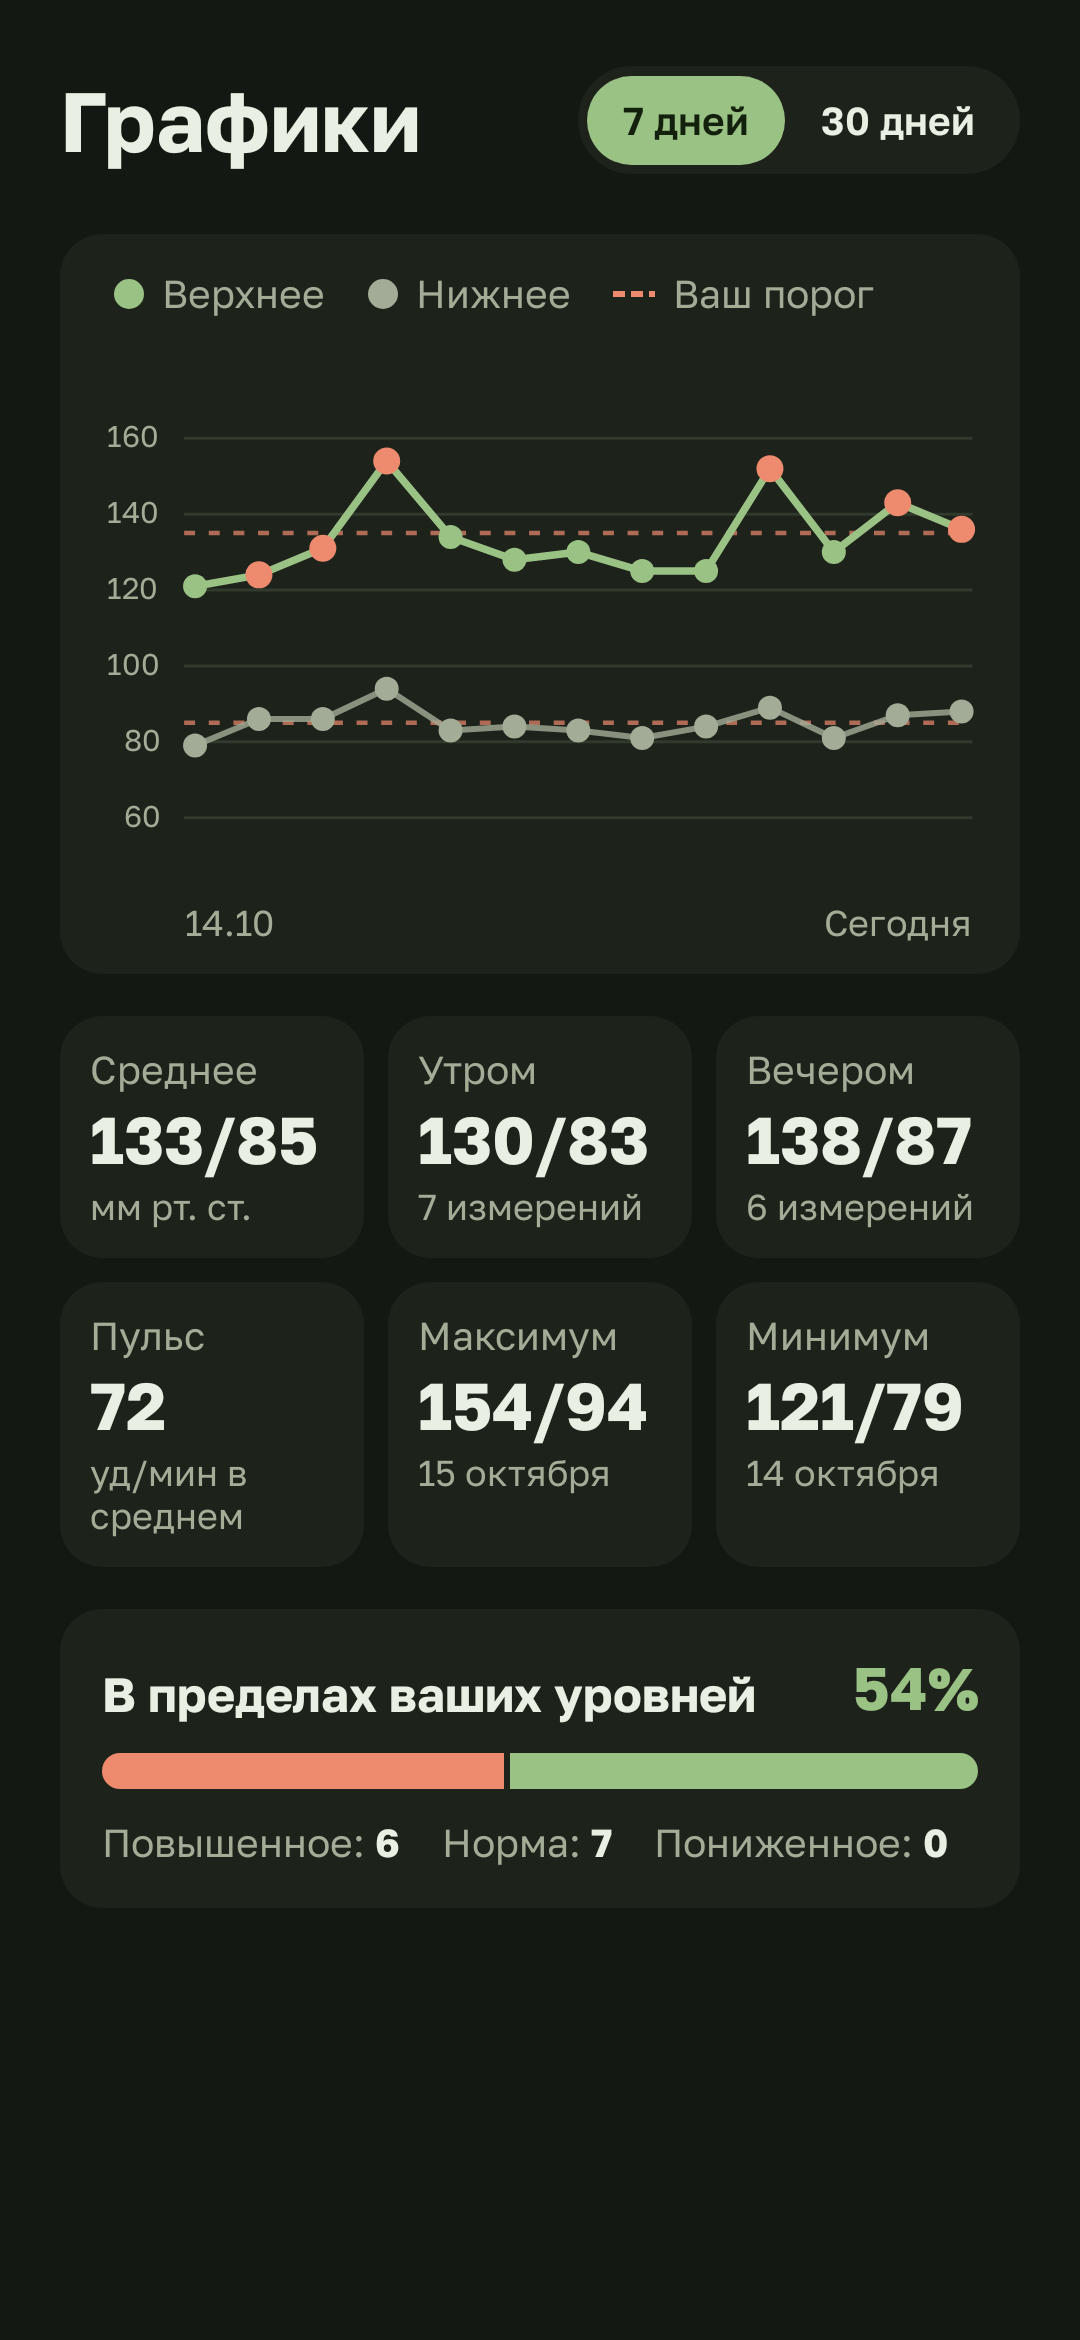 Графики
7 дней 30 дней
Верхнее Нижнее Ваш порог
160
140
120
100
80
60
14.10 Сегодня
Среднее Утром Вечером
133/85 130/83 138/87
мм рт. ст. 7 измерений 6 измерений
Пульс Максимум Минимум
72 154/94 121/79
уд/мин в 15 октября 14 октября
среднем
В пределах ваших уровней 54%
Повышенное: 6 Норма: 7 Пониженное: 0